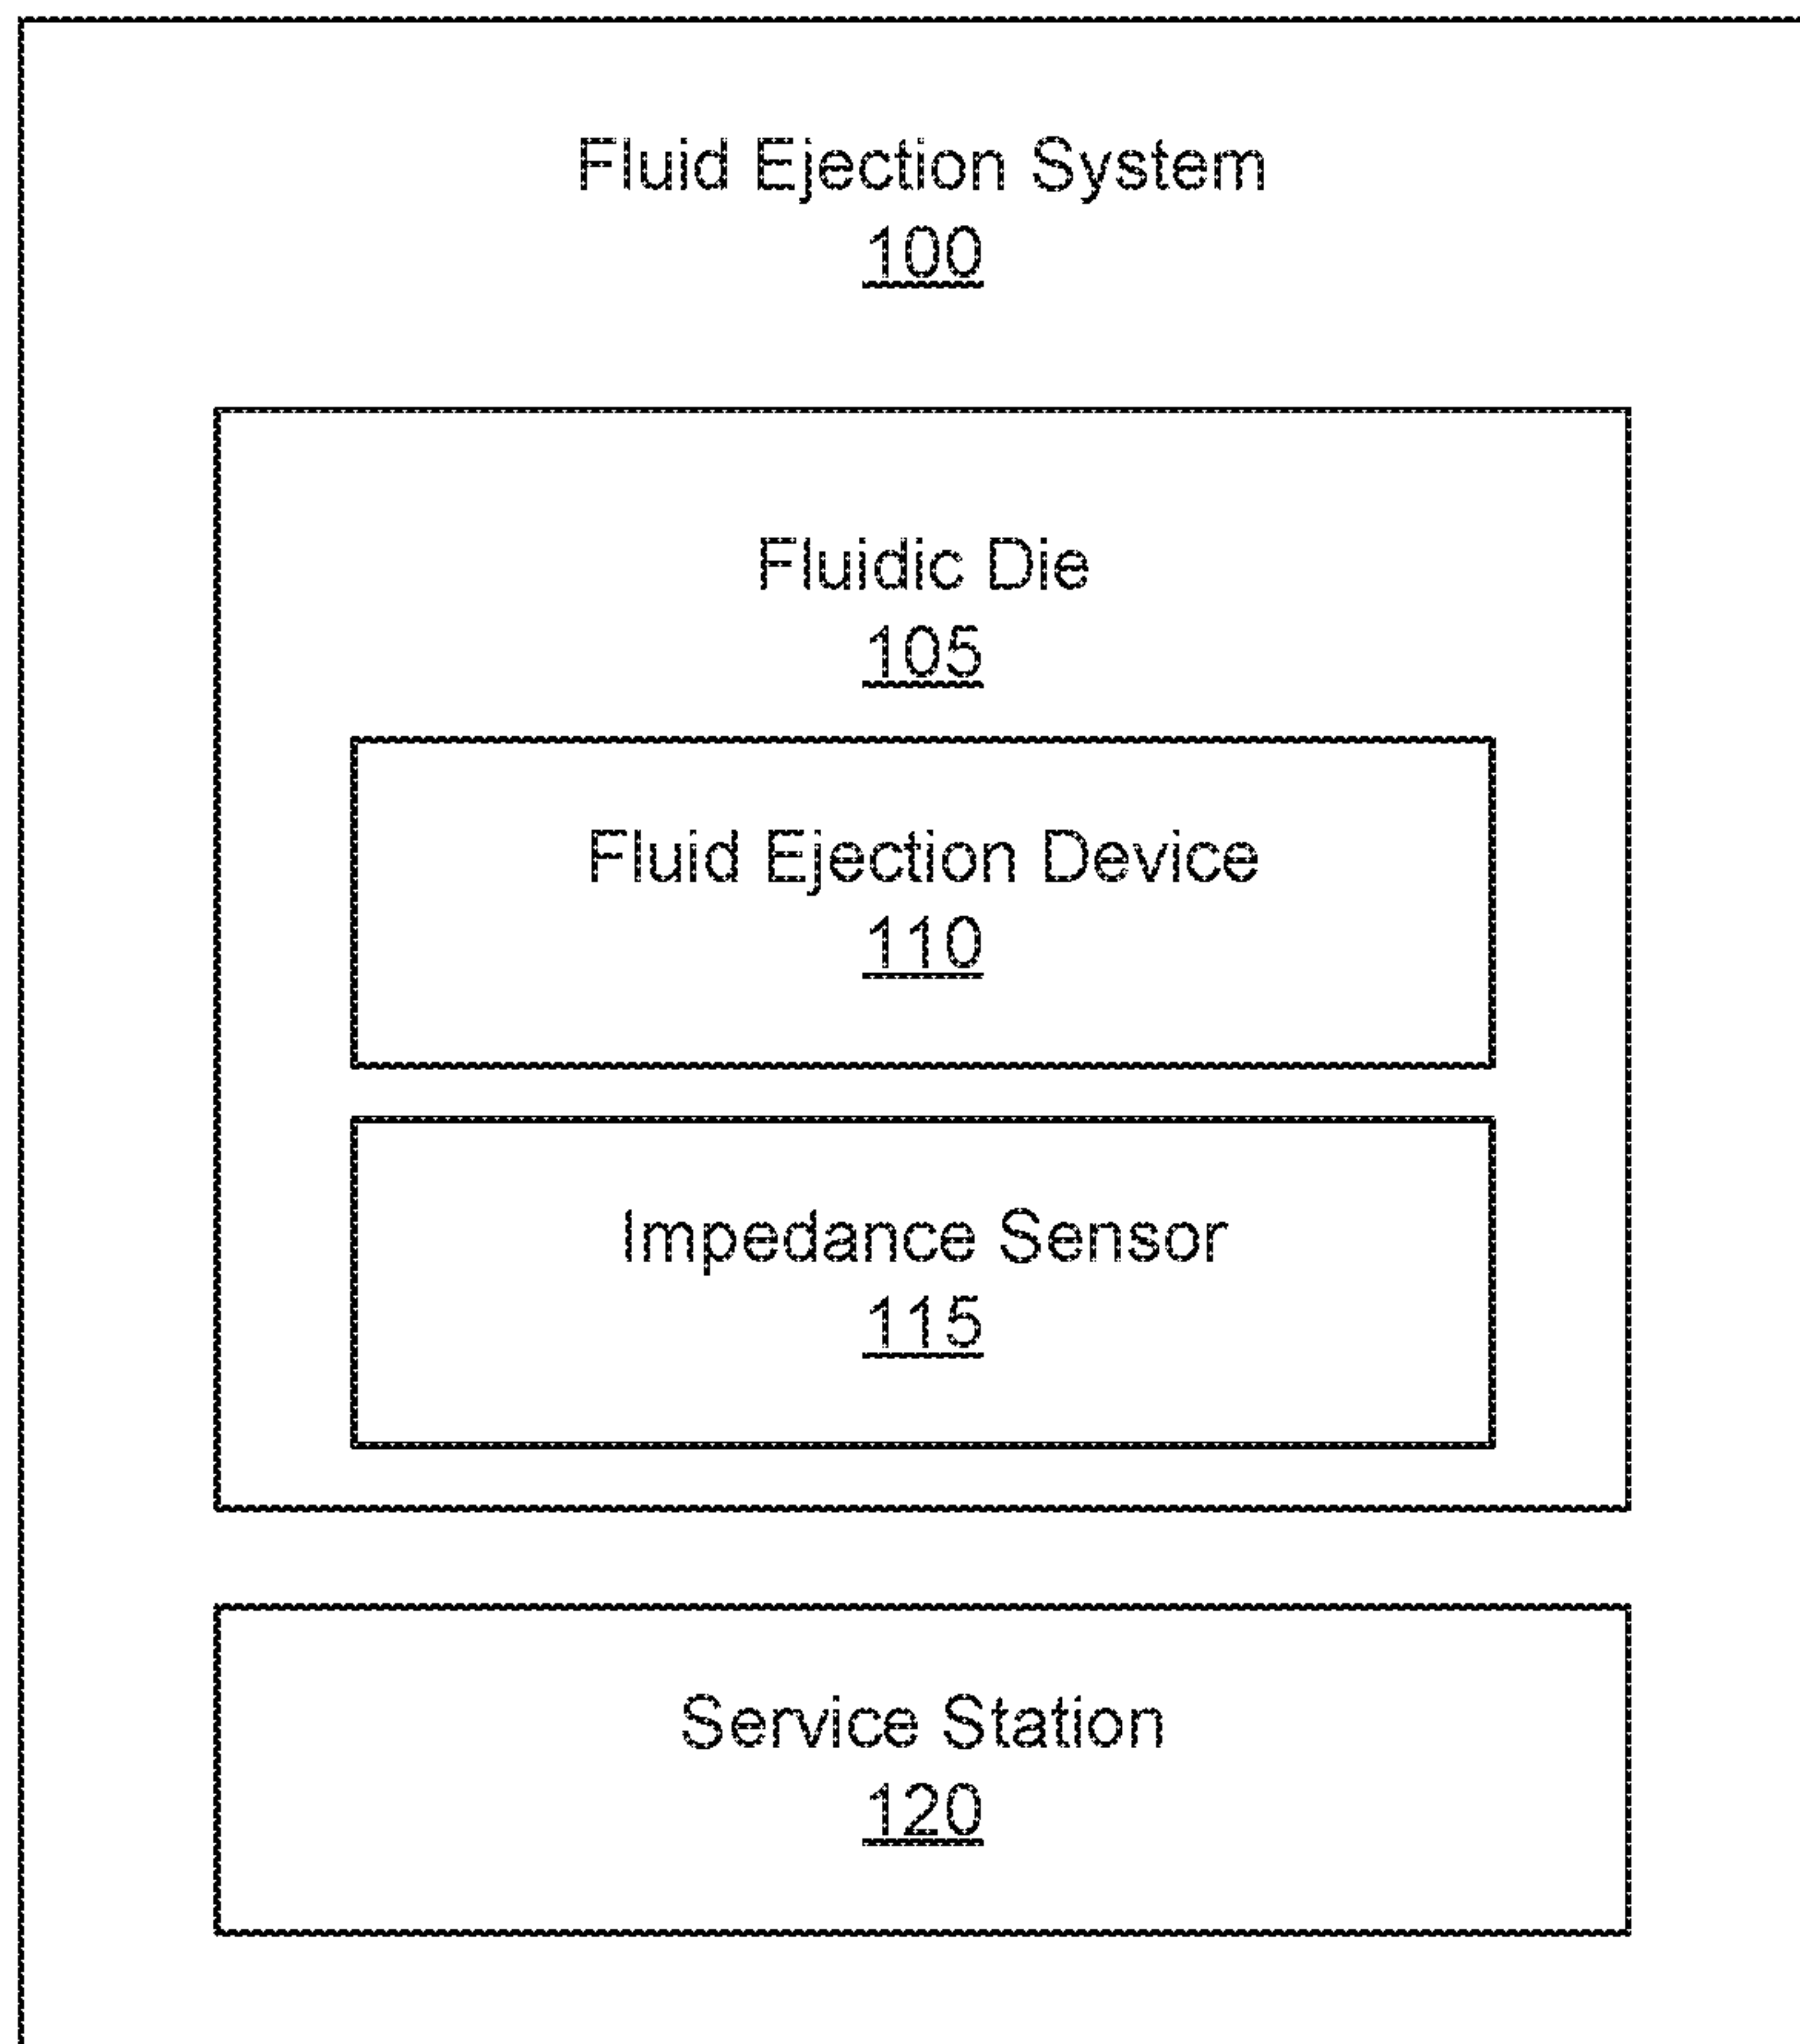 Fluid Ejection System
100
Fluidic Die
105
Fluid Ejection Device
110
Impedance Sensor
115
Service Station
120